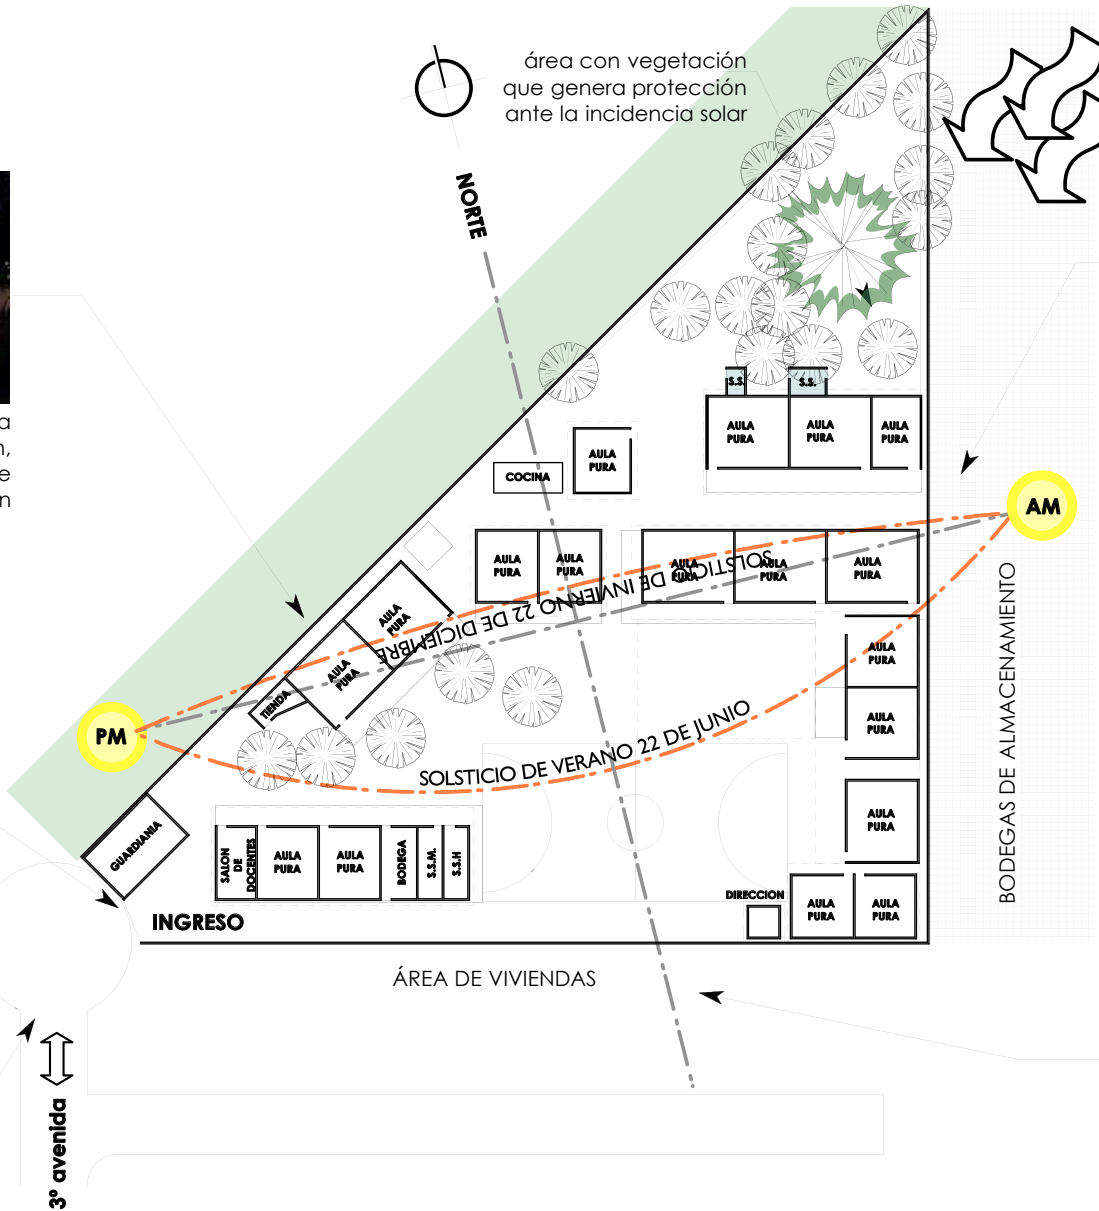 área con vegetación
que genera protección
ante la incidencia solar
NORTE
a
n,
e
n
S.S.
S.S.
AULA
PURA
AULA
PURA
AULA
PURA
AULA
PURA
COCINA
AM
AULA
PURA
AULA
PURA
AULA
PURA
AULA
PURA
AULA
PURA
SOLSTICIO DE INVIERNO 22 DE DICIEMBRE
AULA
PURA
AULA
PURA
TIENDA
AULA
PURA
AULA
PURA
BODEGAS DE ALMACENAMIENTO
PM
SOLSTICIO DE VERANO 22 DE JUNIO
AULA
PURA
GUARDIANIA
SALON
DE
DOCENTES
AULA
PURA
AULA
PURA
BODEGA
S.S.M.
S.S.H
DIRECCION
AULA
PURA
AULA
PURA
INGRESO
ÁREA DE VIVIENDAS
3º avenida